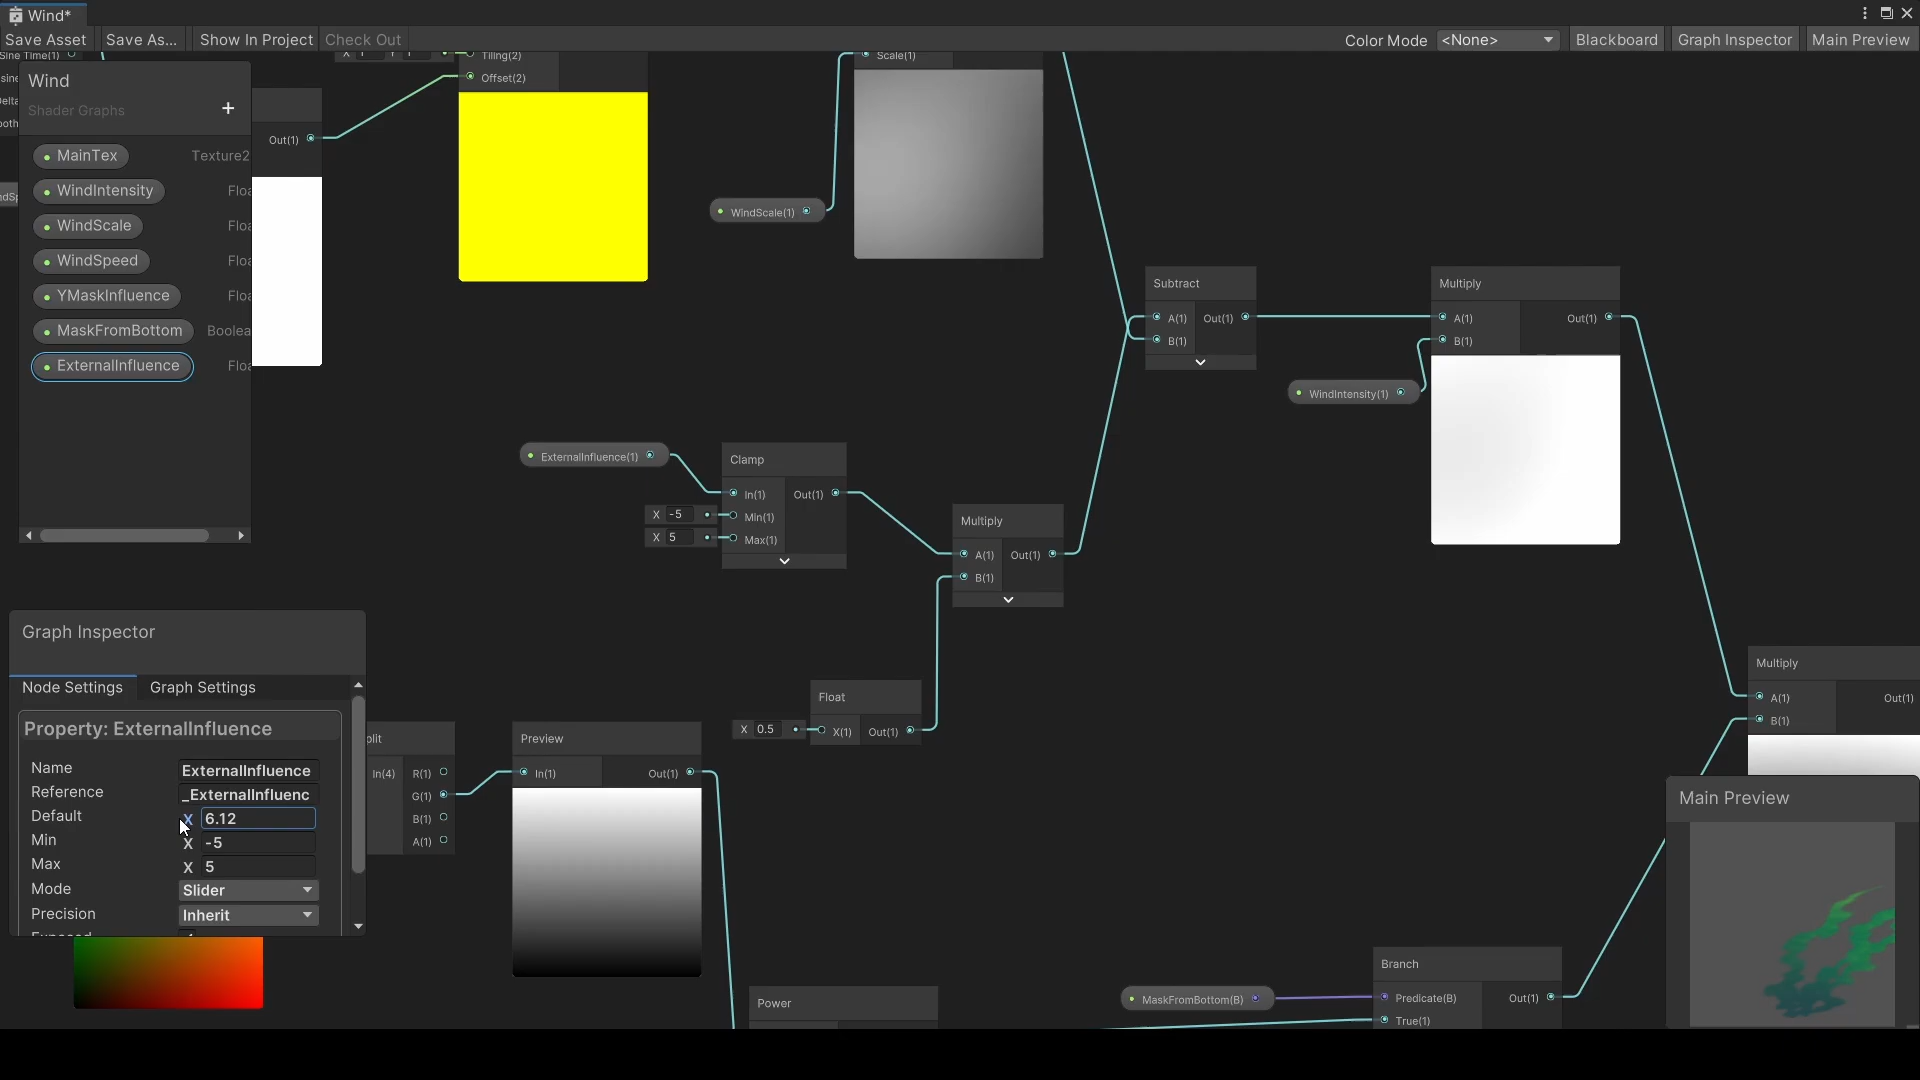 Wind*
Save Asset
Save As...
Show In Project
Check Out
Color Mode
<None>
Blackboard
Graph Inspector
Main Preview
Sine Time(1)
Wind
Shader Graphs
+
MainTex
Texture2
WindIntensity
Floa
WindScale
Floa
WindSpeed
Floa
YMaskInfluence
Floa
MaskFromBottom
Boolea
ExternalInfluence
Floa
Out(1)
Tiling(2)
Offset(2)
WindScale(1)
Scale(1)
Subtract
A(1)
Out(1)
B(1)
Multiply
A(1)
Out(1)
B(1)
WindIntensity(1)
ExternalInfluence(1)
Clamp
In(1)
Out(1)
X -5
Min(1)
X 5
Max(1)
Multiply
A(1)
Out(1)
B(1)
Float
X 0.5
X(1)
Out(1)
Graph Inspector
Node Settings
Graph Settings
Property: ExternalInfluence
Name
ExternalInfluence
Reference
_ExternalInfluenc
Default
X 6.12
Min
X -5
Max
X 5
Mode
Slider
Precision
Inherit
plit
In(4)
R(1)
G(1)
B(1)
A(1)
Preview
In(1)
Out(1)
Power
MaskFromBottom(B)
Branch
Predicate(B)
Out(1)
True(1)
Multiply
A(1)
Out(1)
B(1)
Main Preview